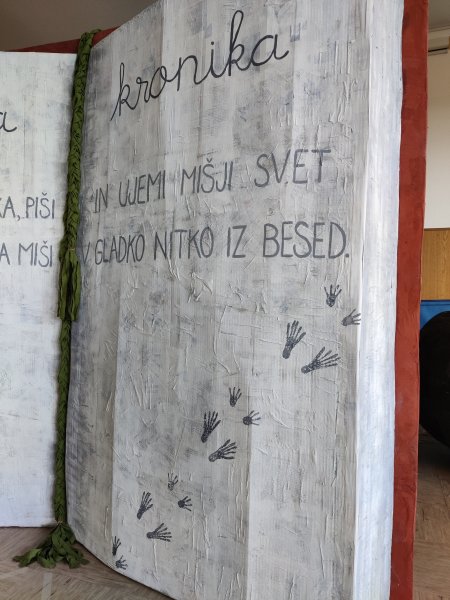 a
KA, PIŠI
A MIŠI
kronika
IN UJEMI MIŠJI SVET
V GLADKO NITKO IZ BESED.